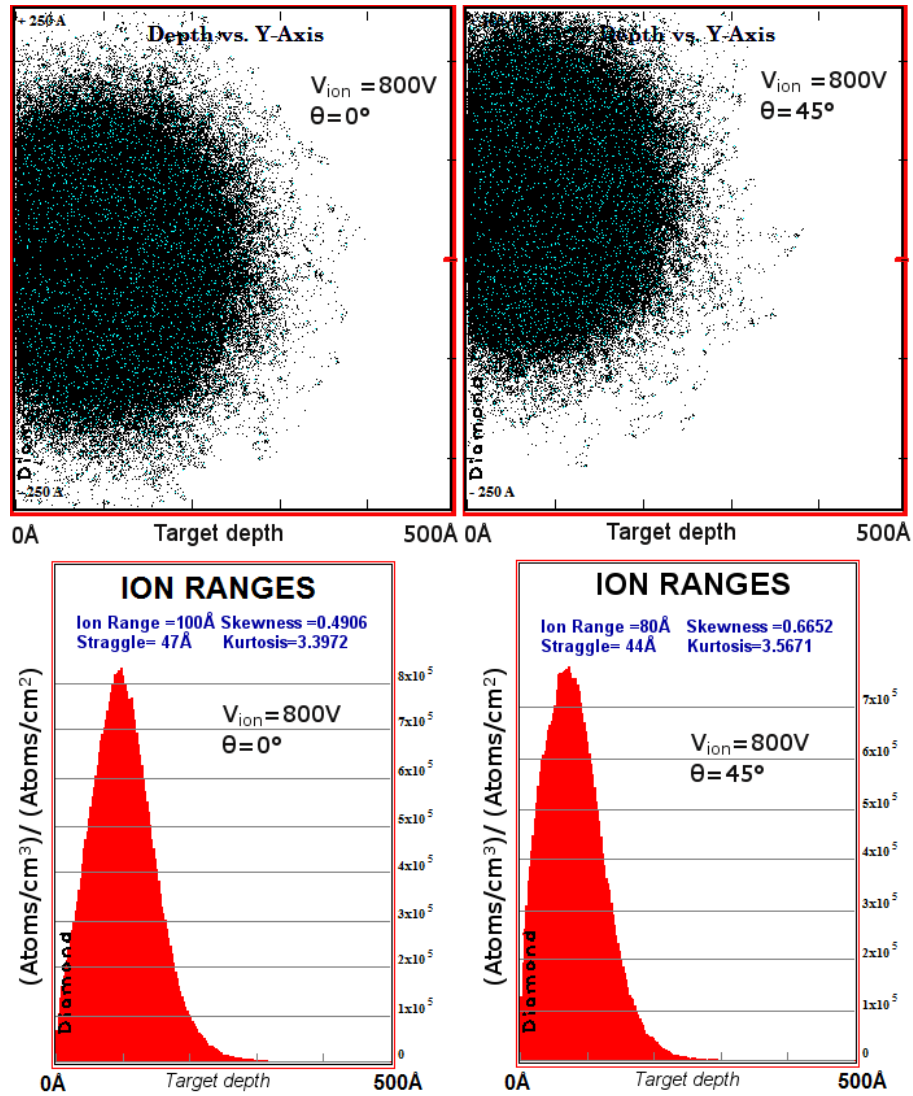 + 250 A
Depth vs. Y-Axis
V_ion =800V
θ=0°
Diamond
-250 A
0Å Target depth 500Å
Depth vs. Y-Axis
V_ion =800V
θ=45°
Diamond
- 250 A
0Å Target depth 500Å
ION RANGES
Ion Range =100Å Skewness =0.4906
Straggle= 47Å Kurtosis=3.3972
V_ion=800V
θ=0°
(Atoms/cm³)/ (Atoms/cm²)
Diamond
8x10⁵
7x10⁵
6x10⁵
5x10⁵
4x10⁵
3x10⁵
2x10⁵
1x10⁵
0
0Å Target depth 500Å
ION RANGES
Ion Range =80Å Skewness =0.6652
Straggle= 44Å Kurtosis=3.5671
V_ion=800V
θ=45°
(Atoms/cm³)/ (Atoms/cm²)
Diamond
7x10⁵
6x10⁵
5x10⁵
4x10⁵
3x10⁵
2x10⁵
1x10⁵
0
0Å Target depth 500Å